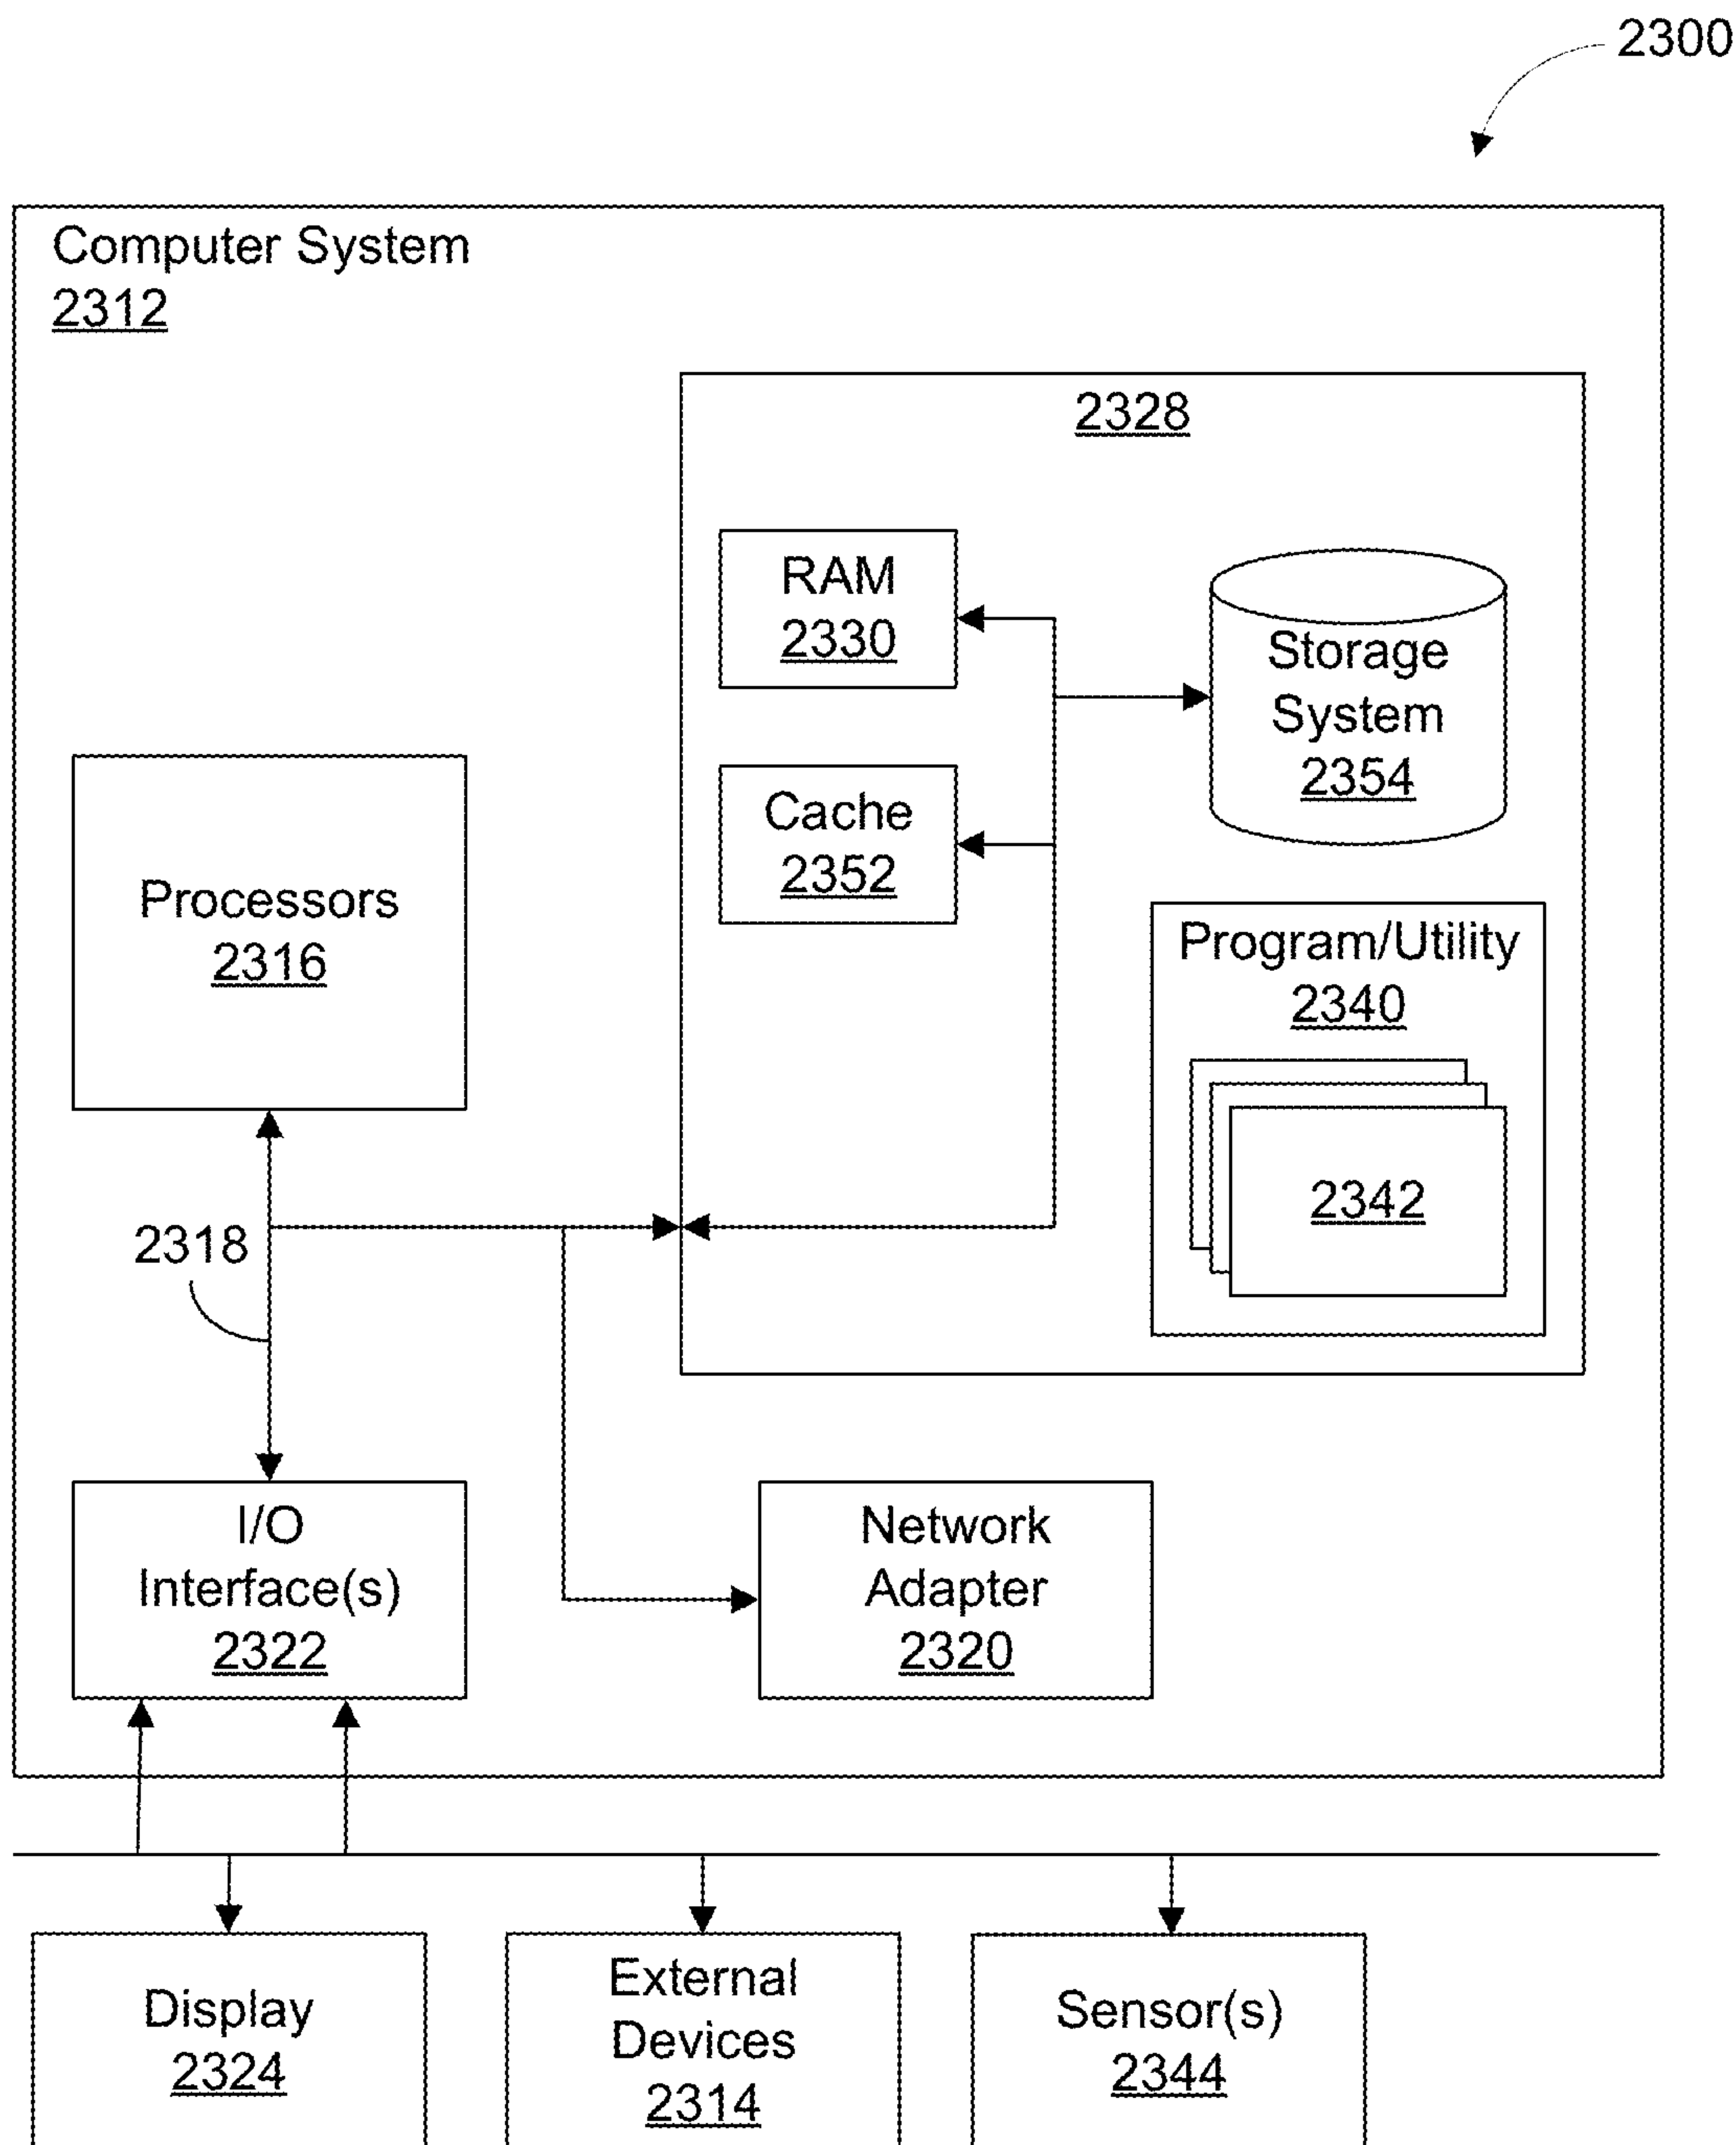 2300
Computer System
2312
2328
RAM
2330
Storage
System
2354
Cache
2352
Processors
2316
Program/Utility
2340
2342
2318
I/O
Interface(s)
2322
Network
Adapter
2320
Display
2324
External
Devices
2314
Sensor(s)
2344